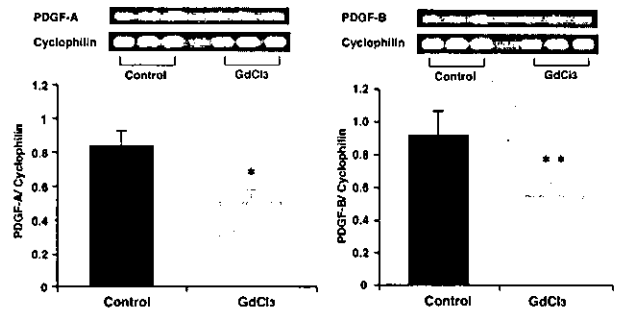 PDGF-A
Cyclophilin
Control GdCl3
PDGF-A/ Cyclophilin
1.2
1
0.8
0.6
0.4
0.2
0
*
Control GdCl3
PDGF-B
Cyclophilin
Control GdCl3
PDGF-B/ Cyclophilin
1.2
1.0
0.8
0.6
0.4
0.2
0
**
Control GdCl3